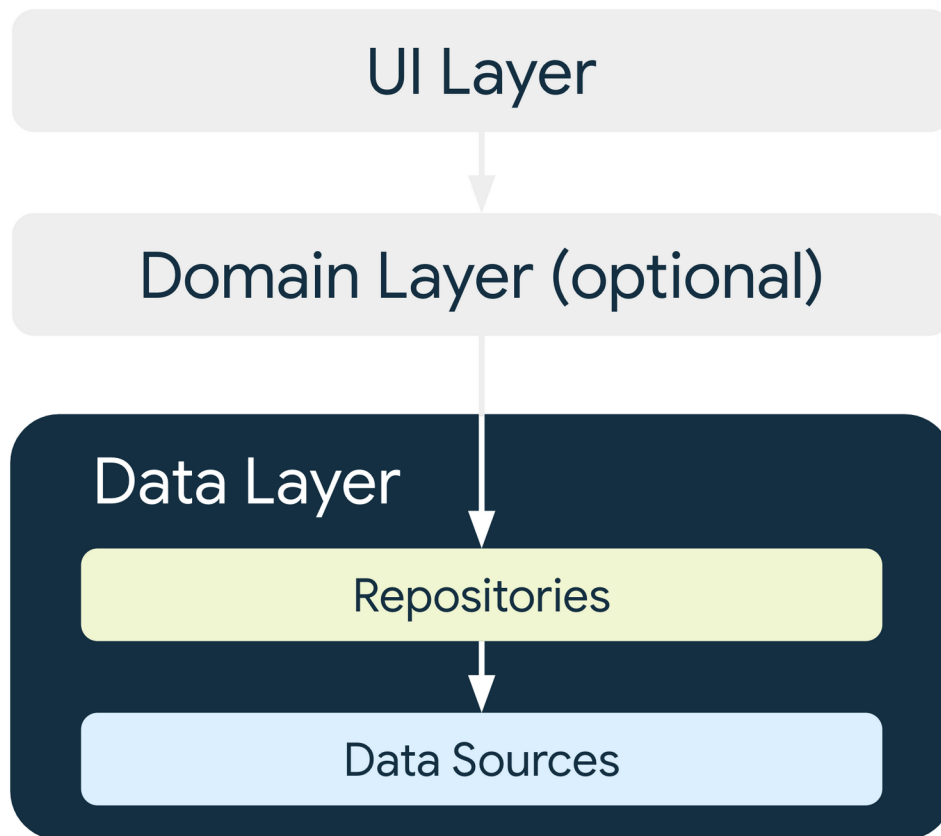 UI Layer
Domain Layer (optional)
Data Layer
Repositories
Data Sources